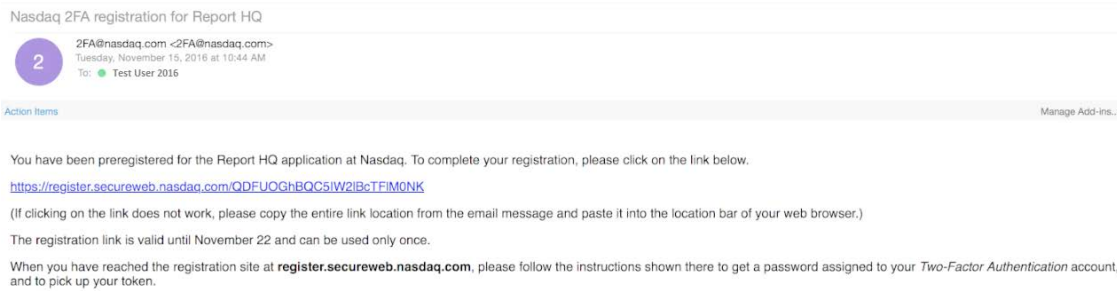 Nasdaq 2FA registration for Report HQ
2
2FA@nasdaq.com <2FA@nasdaq.com>
Tuesday, November 15, 2016 at 10:44 AM
To: Test User 2016
Action Items
Manage Add-ins...
You have been preregistered for the Report HQ application at Nasdaq. To complete your registration, please click on the link below.
https://register.secureweb.nasdaq.com/QDFUOGhBQC5IW2lBcTFlM0NK
(If clicking on the link does not work, please copy the entire link location from the email message and paste it into the location bar of your web browser.)
The registration link is valid until November 22 and can be used only once.
When you have reached the registration site at register.secureweb.nasdaq.com, please follow the instructions shown there to get a password assigned to your Two-Factor Authentication account,
and to pick up your token.